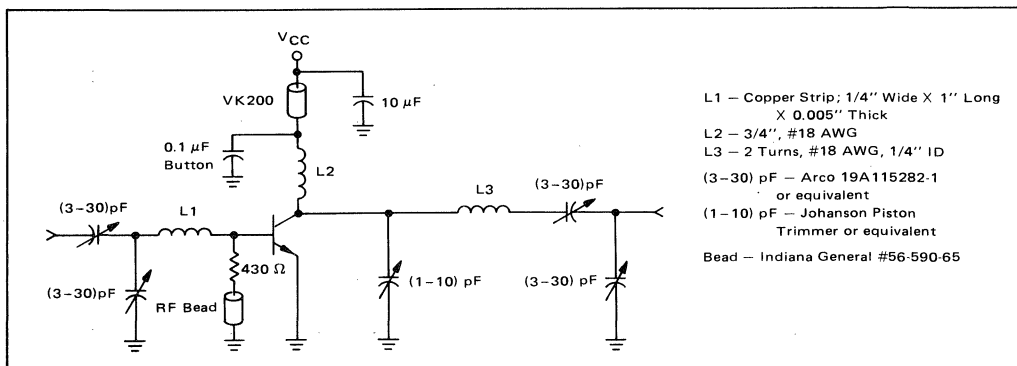 VCC
VK200
10 μF
0.1 μF
Button
L2
L3
(3-30)pF
(3-30)pF
L1
430 Ω
(3-30)pF
RF Bead
(1-10) pF
(3-30) pF
L1 – Copper Strip; 1/4" Wide X 1" Long
X 0.005" Thick
L2 – 3/4", #18 AWG
L3 – 2 Turns, #18 AWG, 1/4" ID
(3-30) pF – Arco 19A115282-1
or equivalent
(1-10) pF – Johanson Piston
Trimmer or equivalent
Bead – Indiana General #56-590-65